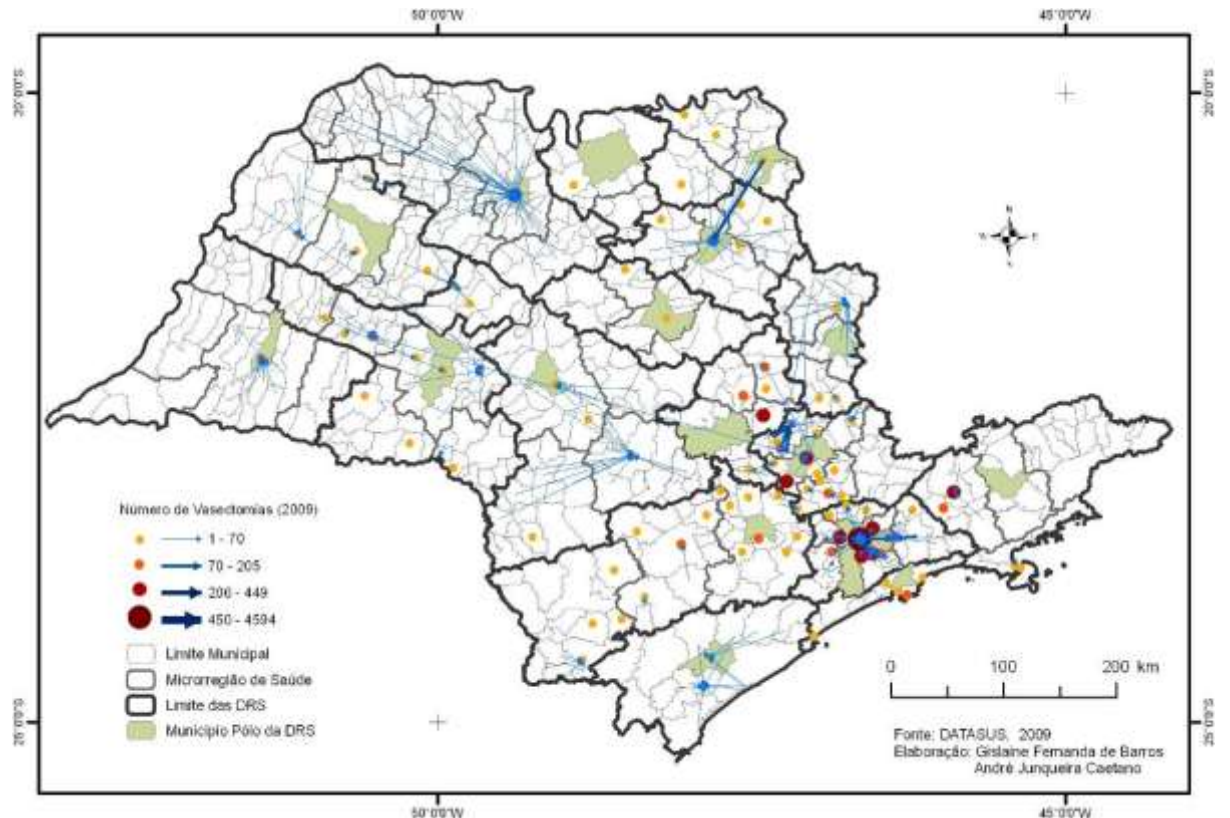 50°0'0"W
45°0'0"W
20°0'0"S
20°0'0"S
N
W
E
S
Número de Vasectomias (2009)
1 - 70
70 - 205
206 - 449
450 - 4594
Limite Municipal
Microrregião de Saúde
Limite das DRS
Município Pólo da DRS
0
100
200 km
Fonte: DATASUS, 2009
Elaboração: Gislaine Fernanda de Barros
André Junqueira Caetano
25°0'0"S
25°0'0"S
50°0'0"W
45°0'0"W